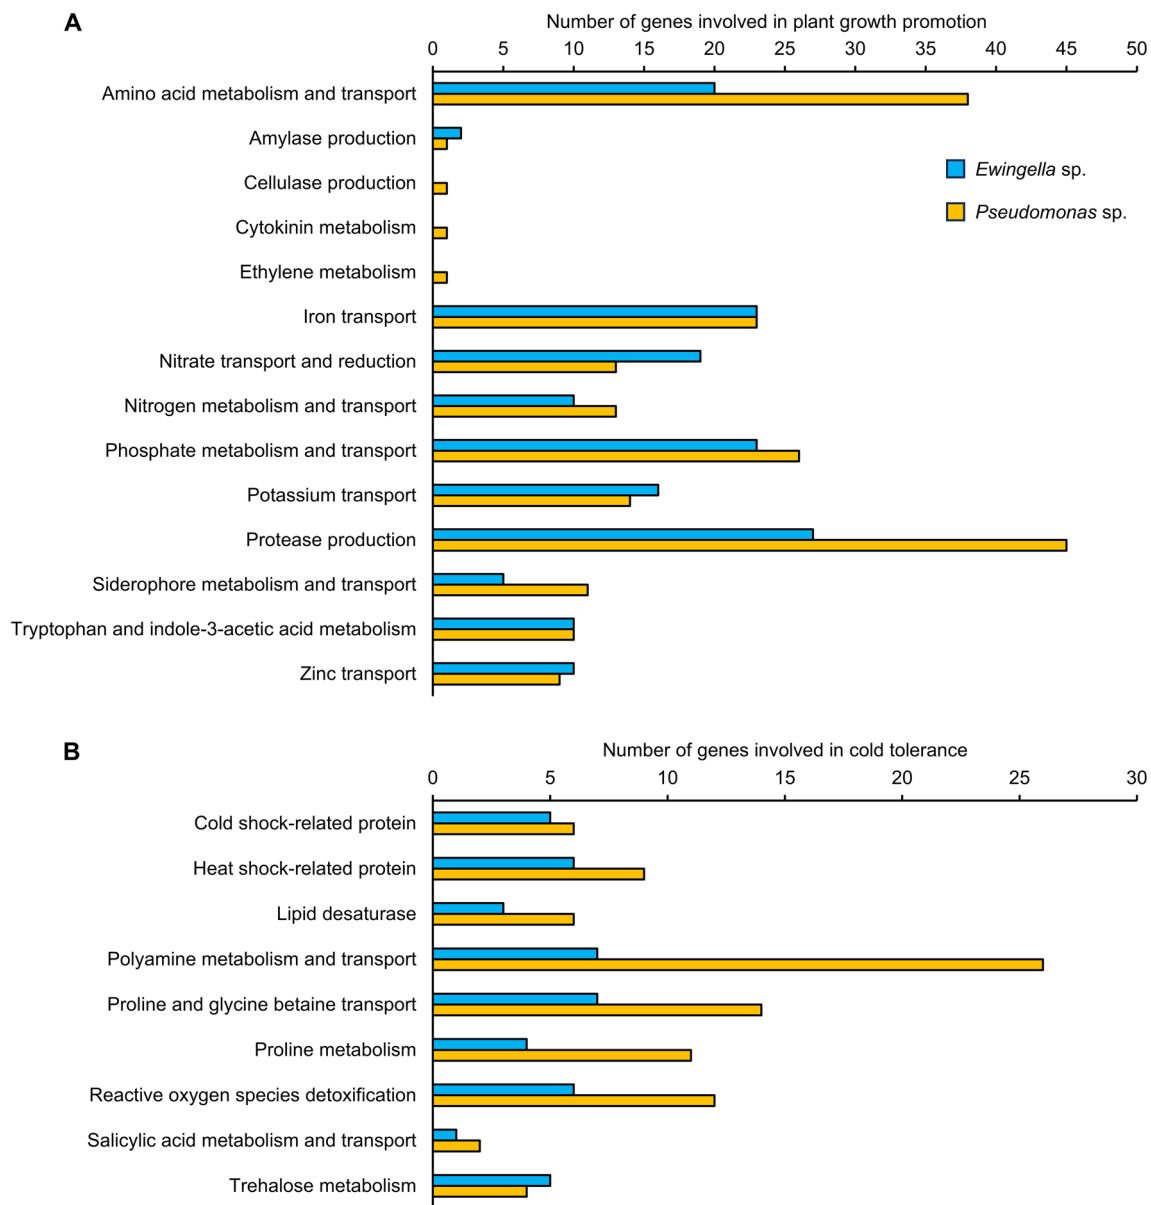 A
Number of genes involved in plant growth promotion
0 5 10 15 20 25 30 35 40 45 50
Amino acid metabolism and transport
Amylase production
Ewingella sp.
Cellulase production
Pseudomonas sp.
Cytokinin metabolism
Ethylene metabolism
Iron transport
Nitrate transport and reduction
Nitrogen metabolism and transport
Phosphate metabolism and transport
Potassium transport
Protease production
Siderophore metabolism and transport
Tryptophan and indole-3-acetic acid metabolism
Zinc transport
B
Number of genes involved in cold tolerance
0 5 10 15 20 25 30
Cold shock-related protein
Heat shock-related protein
Lipid desaturase
Polyamine metabolism and transport
Proline and glycine betaine transport
Proline metabolism
Reactive oxygen species detoxification
Salicylic acid metabolism and transport
Trehalose metabolism